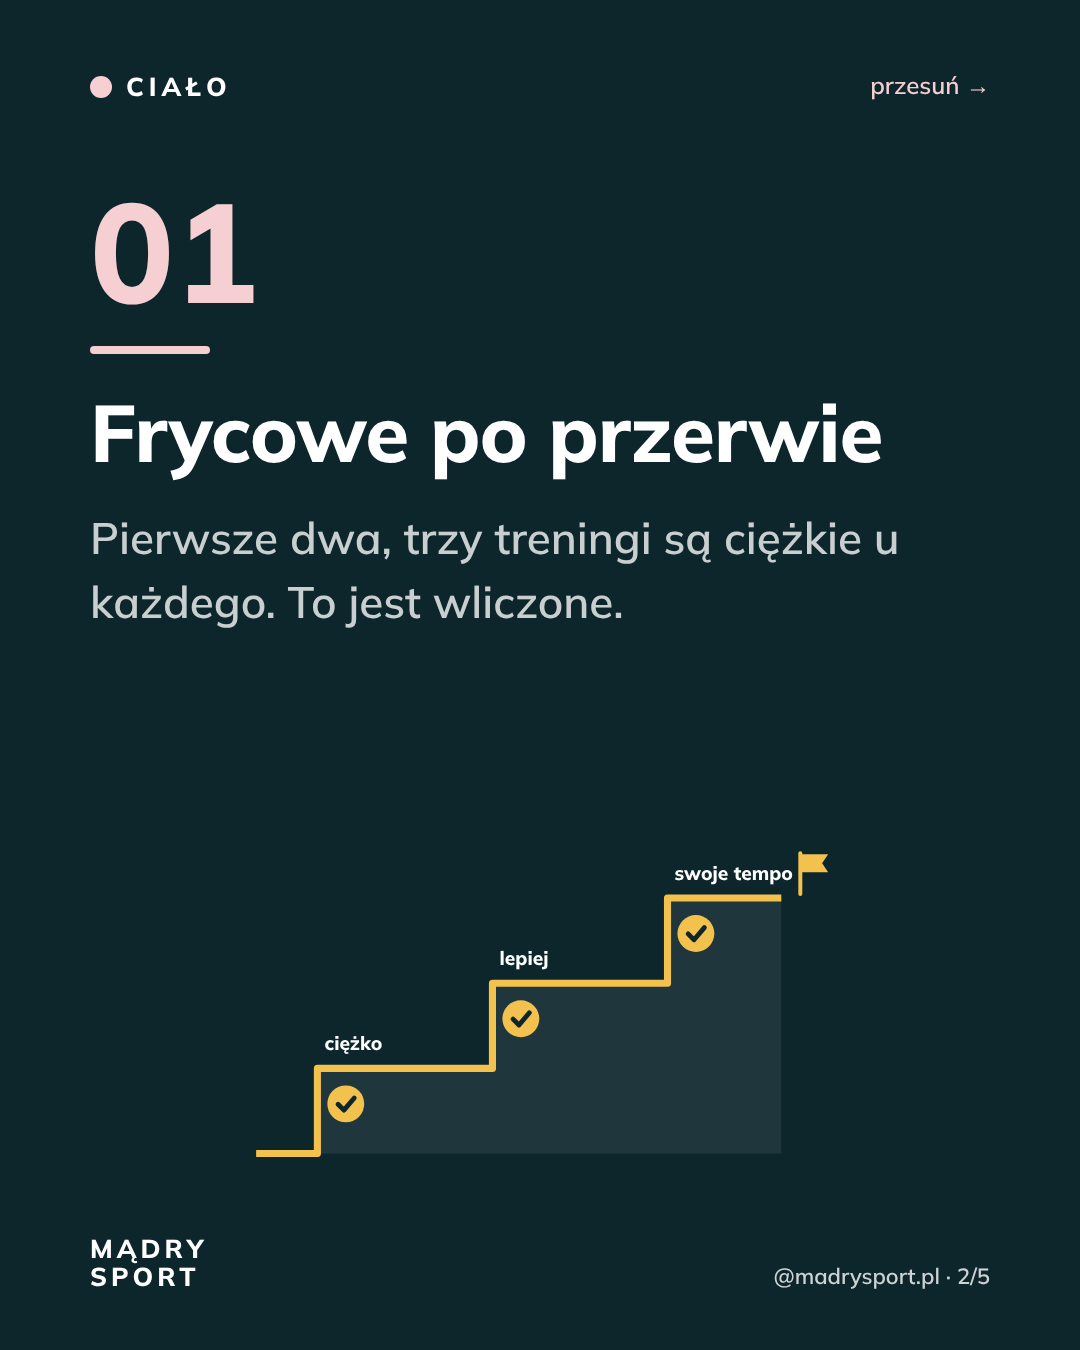 CIAŁO
przesuń →
01
Frycowe po przerwie
Pierwsze dwa, trzy treningi są ciężkie u
każdego. To jest wliczone.
swoje tempo
lepiej
ciężko
MĄDRY
SPORT
@madrysport.pl · 2/5